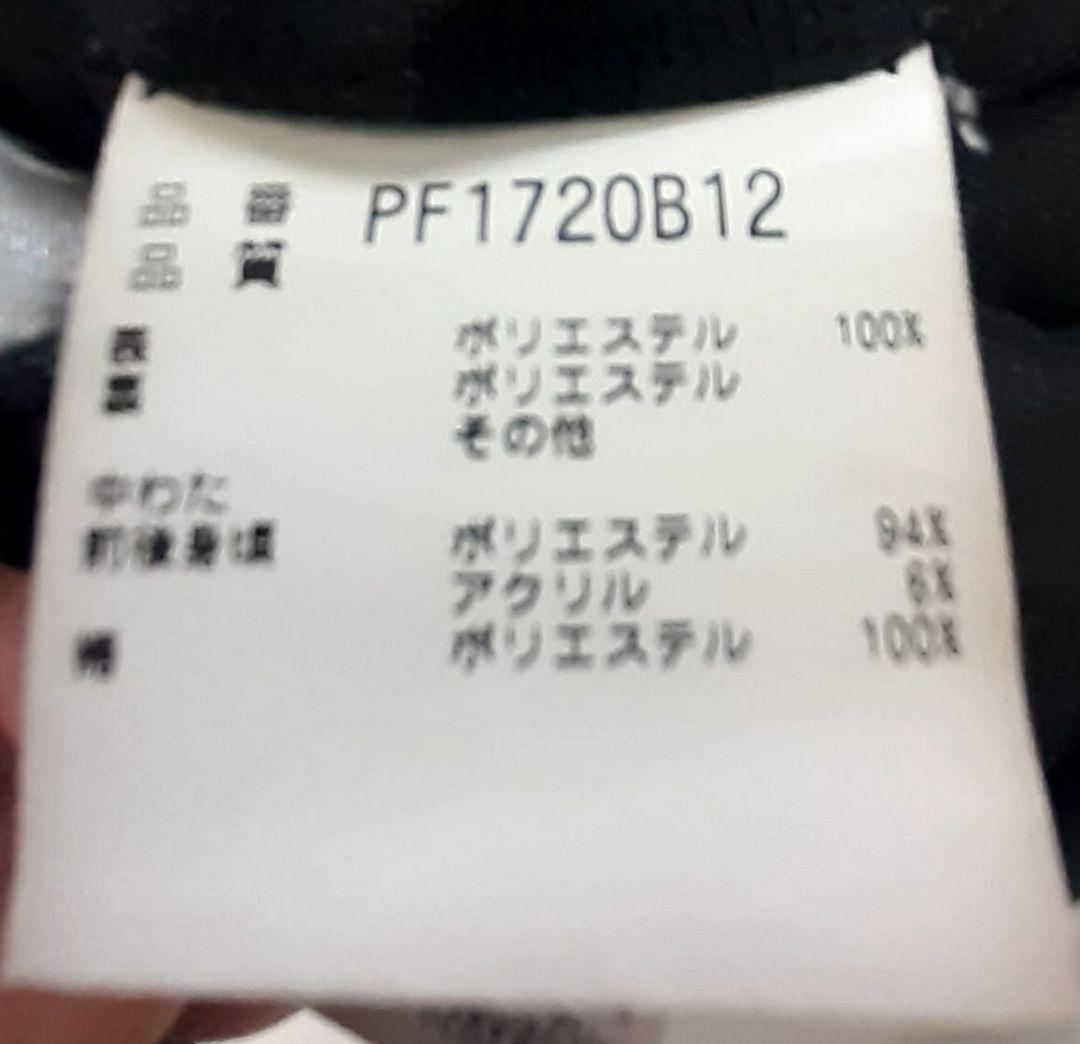 品 番 PF1720B12
品 質
表 ポリエステル 100%
裏 ポリエステル
その他
中わた
前後身頃 ポリエステル 94%
アクリル 6%
ポリエステル 100%